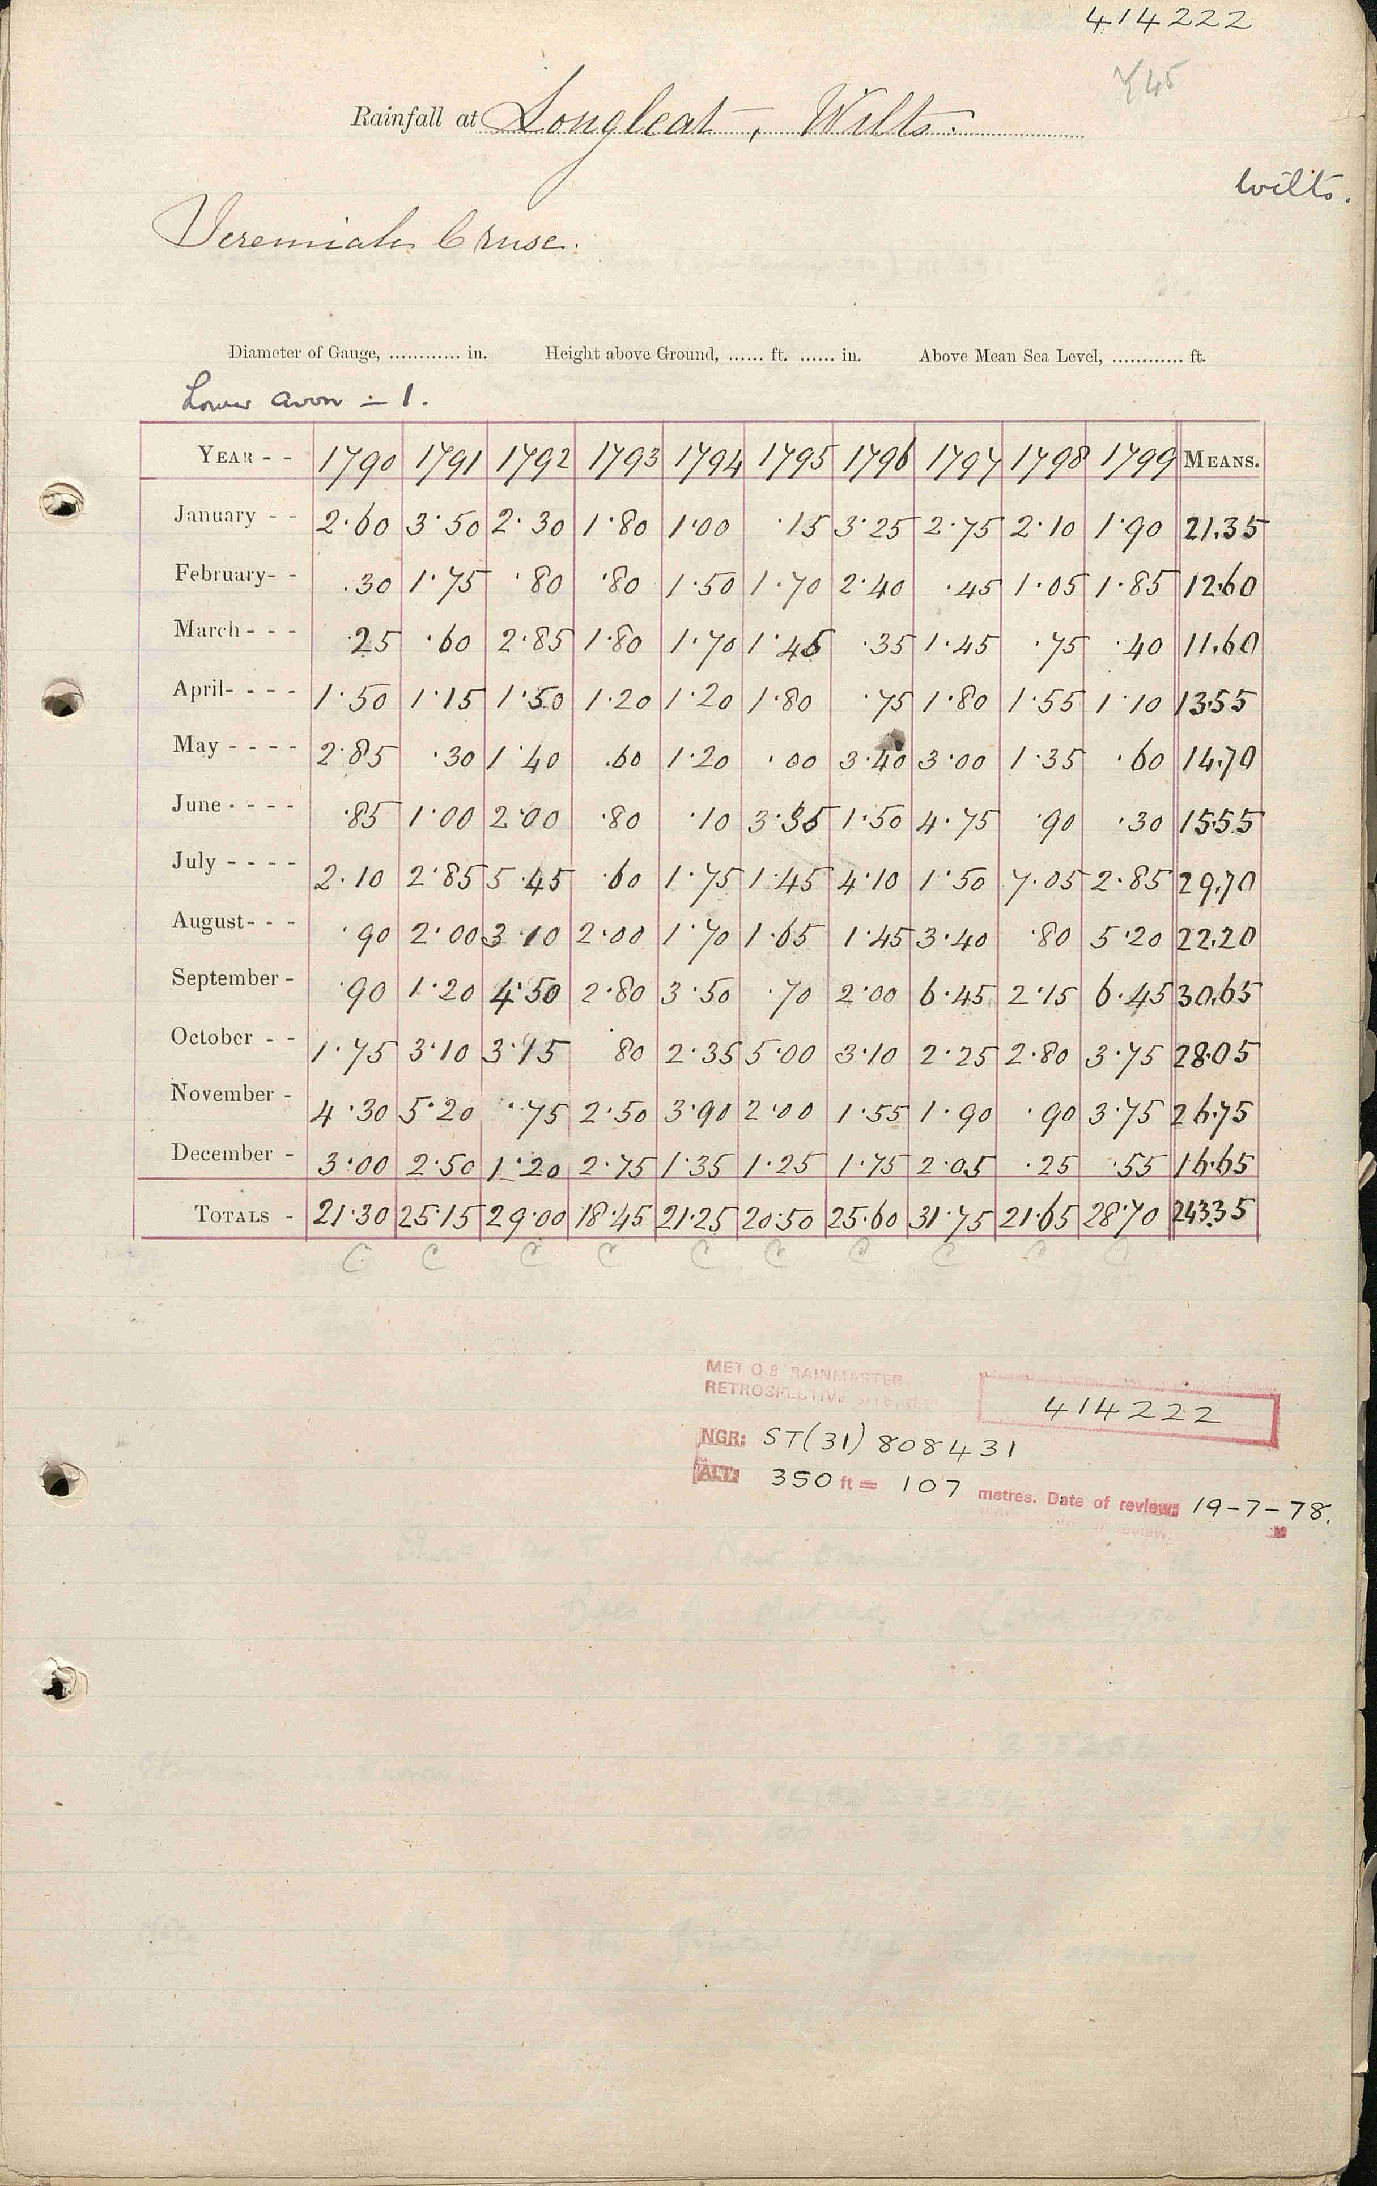 414222
Rainfall at Longleat, Wilts.
Wilts.
Jeremiah Cruse.
Diameter of Gauge, ............ in. Height above Ground, ...... ft. ...... in. Above Mean Sea Level, ............ ft.
Lower Avon - 1.
YEAR - - 1790 1791 1792 1793 1794 1795 1796 1797 1798 1799 MEANS.
January - - 2.60 3.50 2.30 1.80 1.00 .15 3.25 2.75 2.10 1.90 21.35
February- - .30 1.75 .80 .80 1.50 1.70 2.40 .45 1.05 1.85 12.60
March - - - .25 .60 2.85 1.80 1.70 1.45 .35 1.45 .75 .40 11.60
April- - - - 1.50 1.15 1.50 1.20 1.20 1.80 .75 1.80 1.55 1.10 13.55
May - - - - 2.85 .30 1.40 .60 1.20 .00 3.40 3.00 1.35 .60 14.70
June - - - - .85 1.00 2.00 .80 .10 3.35 1.50 4.75 .90 .30 15.55
July - - - - 2.10 2.85 5.45 .60 1.75 1.45 4.10 1.50 7.05 2.85 29.70
August- - - .90 2.00 3.10 2.00 1.70 1.65 1.45 3.40 .80 5.20 22.20
September - .90 1.20 4.50 2.80 3.50 .70 2.00 6.45 2.15 6.45 30.65
October - - 1.75 3.10 3.15 .80 2.35 5.00 3.10 2.25 2.80 3.75 28.05
November - 4.30 5.20 .75 2.50 3.90 2.00 1.55 1.90 .90 3.75 26.75
December - 3.00 2.50 1.20 2.75 1.35 1.25 1.75 2.05 .25 .55 16.65
TOTALS - 21.30 25.15 29.00 18.45 21.25 20.50 25.60 31.75 21.65 28.70 243.35
C C C C C C C C C C
MET O.8 RAINMASTER
RETROSPECTIVE
414222
NGR: ST(31) 808431
ALT: 350 ft = 107 metres. Date of review: 19-7-78.